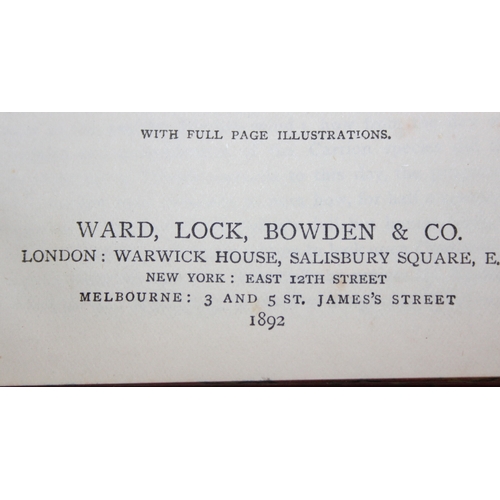 WITH FULL PAGE ILLUSTRATIONS.
WARD, LOCK, BOWDEN & CO.
LONDON: WARWICK HOUSE, SALISBURY SQUARE, E.
NEW YORK: EAST 12TH STREET
MELBOURNE: 3 AND 5 ST. JAMES'S STREET
1892